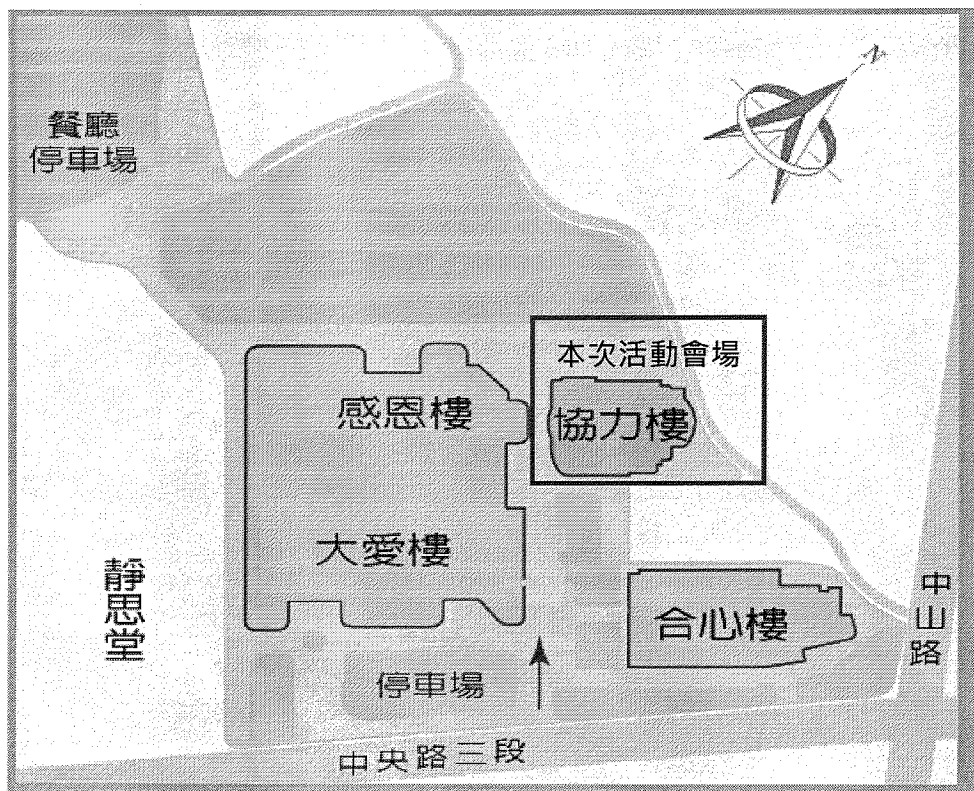 N
餐廳
停車場
本次活動會場
感恩樓
協力樓
大愛樓
靜思堂
合心樓
中山路
停車場
中央路三段